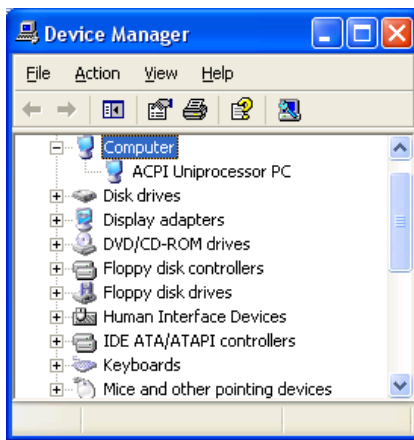 Device Manager
File Action View Help
Computer
ACPI Uniprocessor PC
Disk drives
Display adapters
DVD/CD-ROM drives
Floppy disk controllers
Floppy disk drives
Human Interface Devices
IDE ATA/ATAPI controllers
Keyboards
Mice and other pointing devices